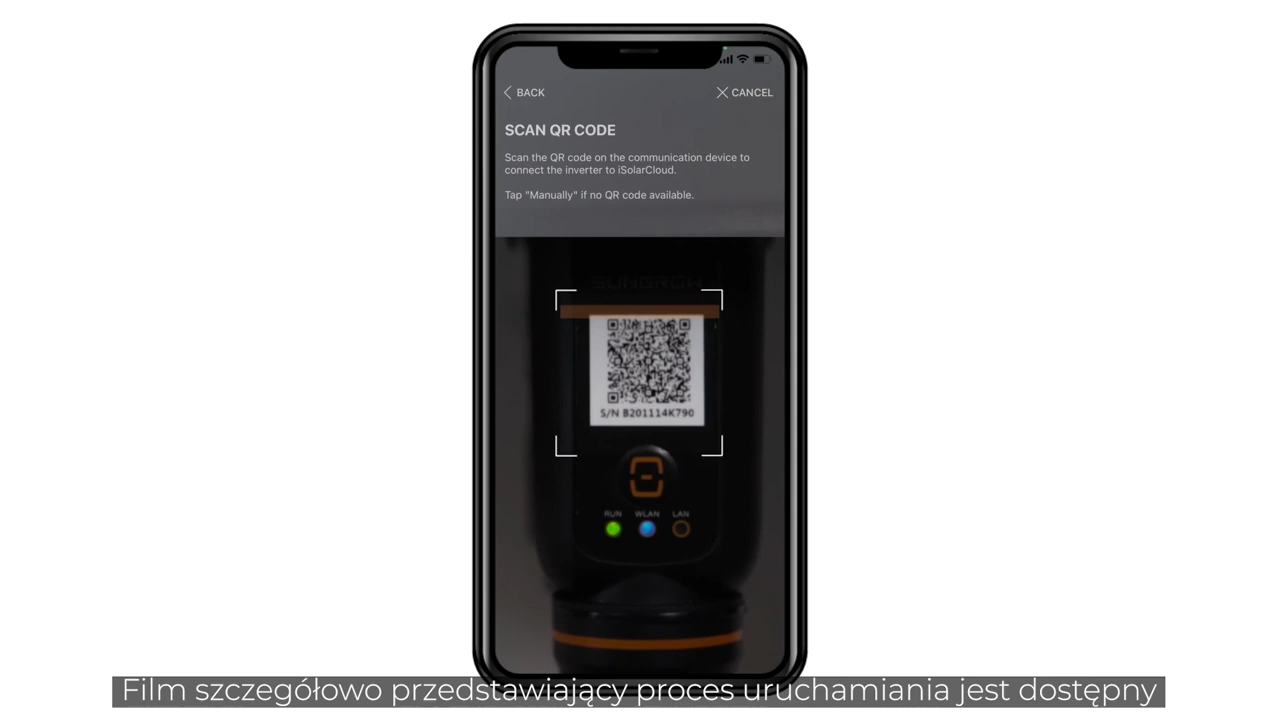 BACK
CANCEL
SCAN QR CODE
Scan the QR code on the communication device to
connect the inverter to iSolarCloud.
Tap "Manually" if no QR code available.
SUNGROW
S/N B201114K790
RUN WLAN LAN
Film szczegółowo przedstawiający proces uruchamiania jest dostępny